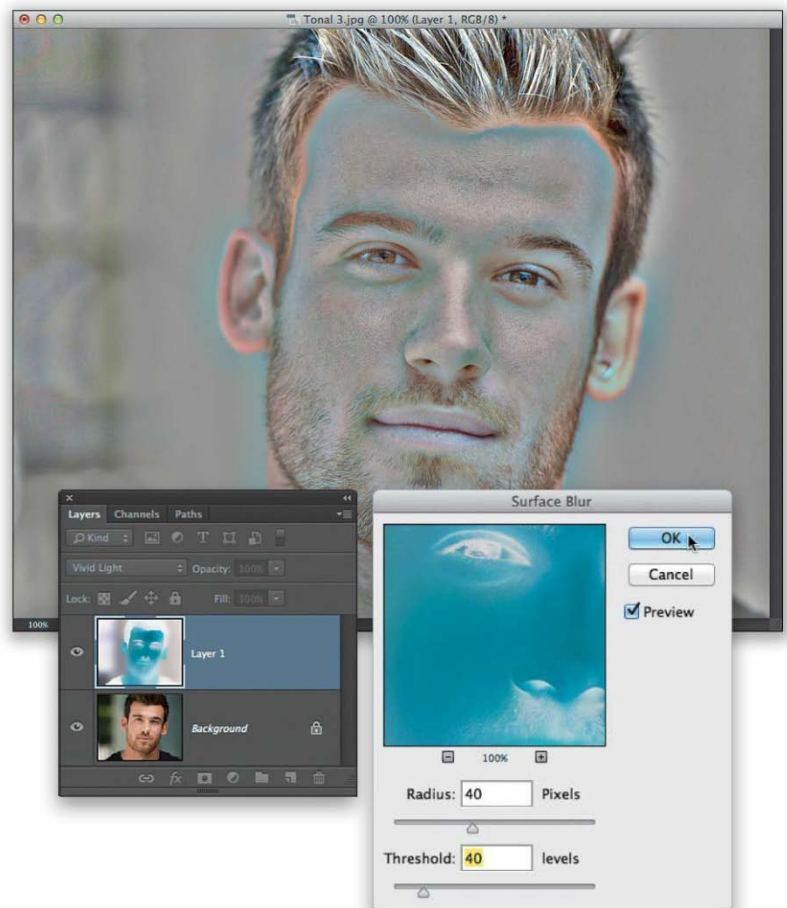 Tonal 3.jpg @ 100% (Layer 1, RGB/8) *
100%
Layers Channels Paths
Kind
Vivid Light Opacity: 100%
Lock: Fill: 100%
Layer 1
Background
fx
Surface Blur
OK
Cancel
Preview
100%
Radius: 40 Pixels
Threshold: 40 levels